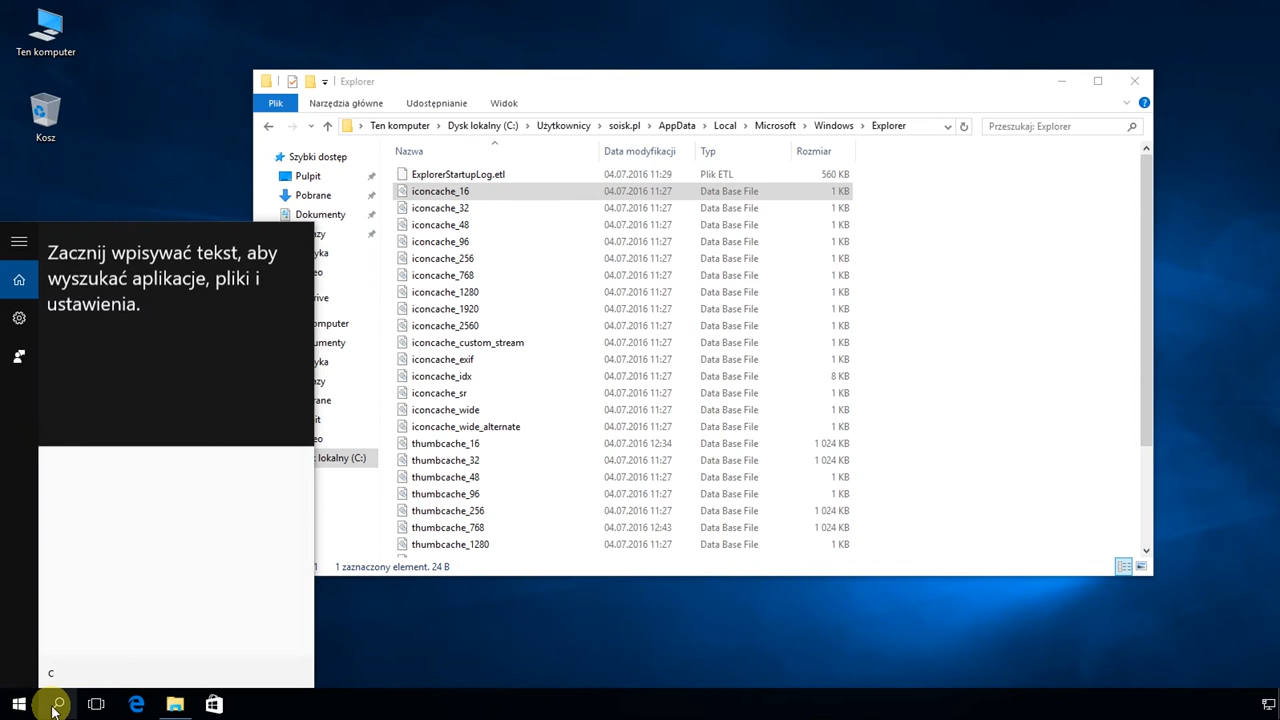 Ten komputer
Kosz
Explorer
Plik Narzędzia główne Udostępnianie Widok
Ten komputer Dysk lokalny (C:) Użytkownicy soisk.pl AppData Local Microsoft Windows Explorer
Przeszukaj: Explorer
Szybki dostęp
Pulpit
Pobrane
Dokumenty
azy
yka
eo
drive
omputer
umenty
yka
azy
rane
it
eo
k lokalny (C:)
Nazwa Data modyfikacji Typ Rozmiar
ExplorerStartupLog.etl 04.07.2016 11:29 Plik ETL 560 KB
iconcache_16 04.07.2016 11:27 Data Base File 1 KB
iconcache_32 04.07.2016 11:27 Data Base File 1 KB
iconcache_48 04.07.2016 11:27 Data Base File 1 KB
iconcache_96 04.07.2016 11:27 Data Base File 1 KB
iconcache_256 04.07.2016 11:27 Data Base File 1 KB
iconcache_768 04.07.2016 11:27 Data Base File 1 KB
iconcache_1280 04.07.2016 11:27 Data Base File 1 KB
iconcache_1920 04.07.2016 11:27 Data Base File 1 KB
iconcache_2560 04.07.2016 11:27 Data Base File 1 KB
iconcache_custom_stream 04.07.2016 11:27 Data Base File 1 KB
iconcache_exif 04.07.2016 11:27 Data Base File 1 KB
iconcache_idx 04.07.2016 11:27 Data Base File 8 KB
iconcache_sr 04.07.2016 11:27 Data Base File 1 KB
iconcache_wide 04.07.2016 11:27 Data Base File 1 KB
iconcache_wide_alternate 04.07.2016 11:27 Data Base File 1 KB
thumbcache_16 04.07.2016 12:34 Data Base File 1 024 KB
thumbcache_32 04.07.2016 11:27 Data Base File 1 024 KB
thumbcache_48 04.07.2016 11:27 Data Base File 1 KB
thumbcache_96 04.07.2016 11:27 Data Base File 1 KB
thumbcache_256 04.07.2016 11:27 Data Base File 1 024 KB
thumbcache_768 04.07.2016 12:43 Data Base File 1 024 KB
thumbcache_1280 04.07.2016 11:27 Data Base File 1 KB
1 zaznaczony element. 24 B
Zacznij wpisywać tekst, aby
wyszukać aplikacje, pliki i
ustawienia.
c